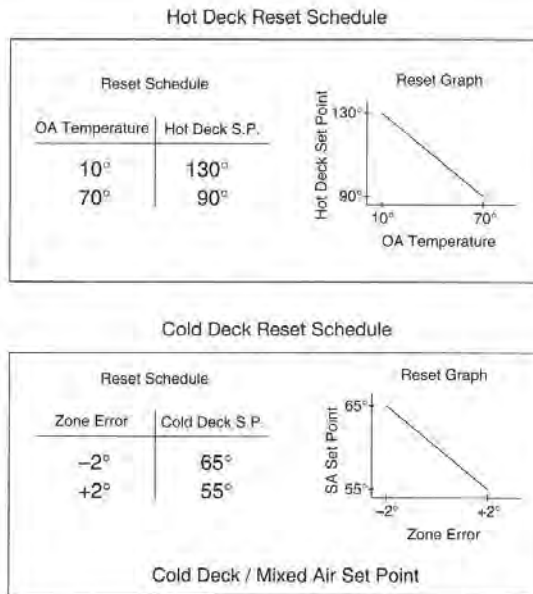 Hot Deck Reset Schedule
Reset Schedule
OA Temperature Hot Deck S.P.
10° 130°
70° 90°
Reset Graph
Hot Deck Set Point
130°
90°
10° 70°
OA Temperature
Cold Deck Reset Schedule
Reset Schedule
Zone Error Cold Deck S.P.
−2° 65°
+2° 55°
Reset Graph
SA Set Point
65°
55°
−2° +2°
Zone Error
Cold Deck / Mixed Air Set Point